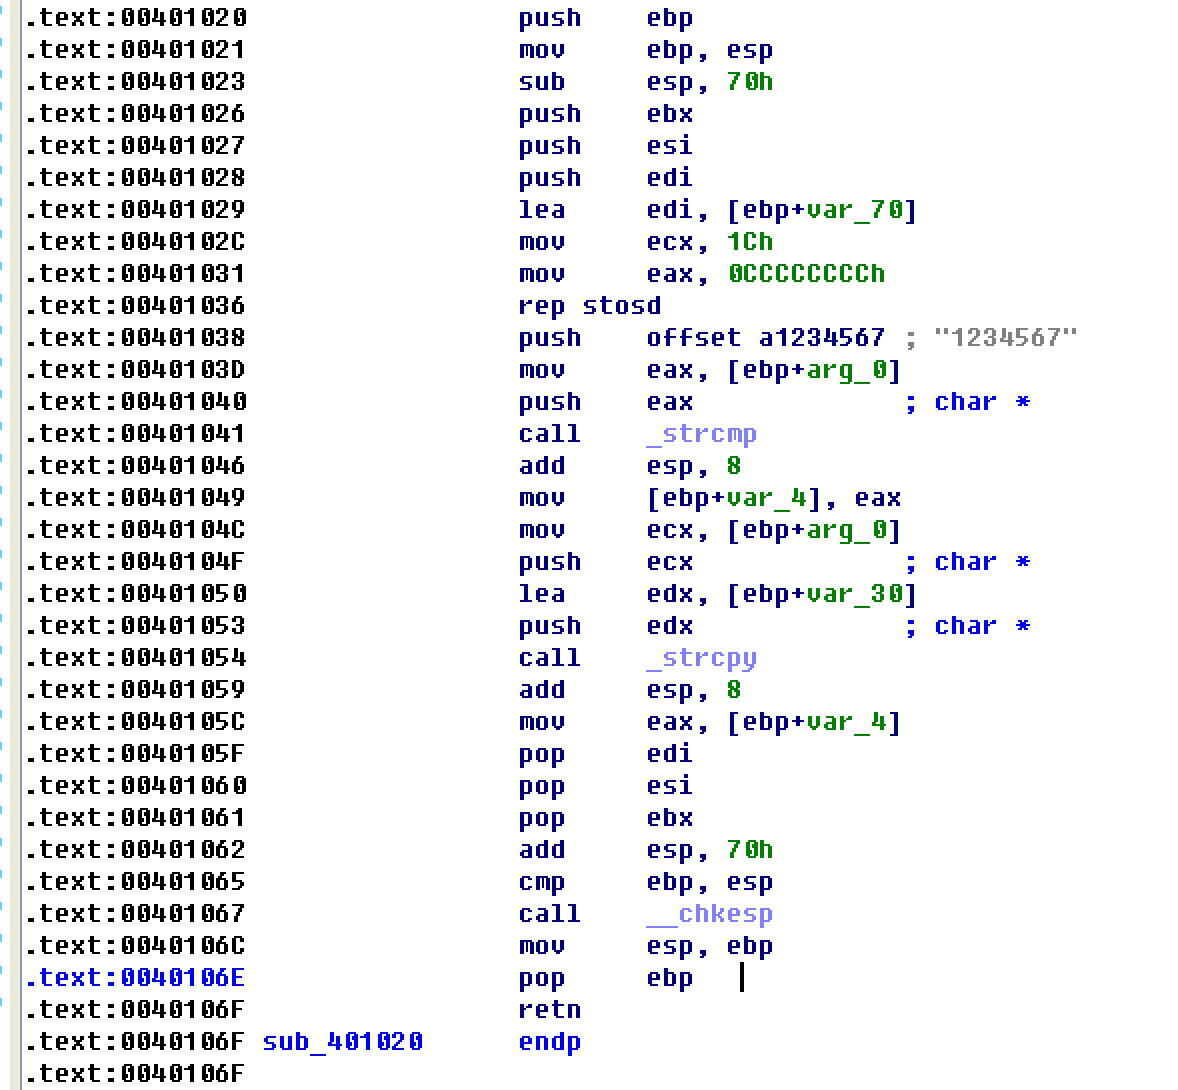 .text:00401020 push ebp
.text:00401021 mov ebp, esp
.text:00401023 sub esp, 70h
.text:00401026 push ebx
.text:00401027 push esi
.text:00401028 push edi
.text:00401029 lea edi, [ebp+var_70]
.text:0040102C mov ecx, 1Ch
.text:00401031 mov eax, 0CCCCCCCCh
.text:00401036 rep stosd
.text:00401038 push offset a1234567 ; "1234567"
.text:0040103D mov eax, [ebp+arg_0]
.text:00401040 push eax ; char *
.text:00401041 call _strcmp
.text:00401046 add esp, 8
.text:00401049 mov [ebp+var_4], eax
.text:0040104C mov ecx, [ebp+arg_0]
.text:0040104F push ecx ; char *
.text:00401050 lea edx, [ebp+var_30]
.text:00401053 push edx ; char *
.text:00401054 call _strcpy
.text:00401059 add esp, 8
.text:0040105C mov eax, [ebp+var_4]
.text:0040105F pop edi
.text:00401060 pop esi
.text:00401061 pop ebx
.text:00401062 add esp, 70h
.text:00401065 cmp ebp, esp
.text:00401067 call __chkesp
.text:0040106C mov esp, ebp
.text:0040106E pop ebp
.text:0040106F retn
.text:0040106F sub_401020 endp
.text:0040106F